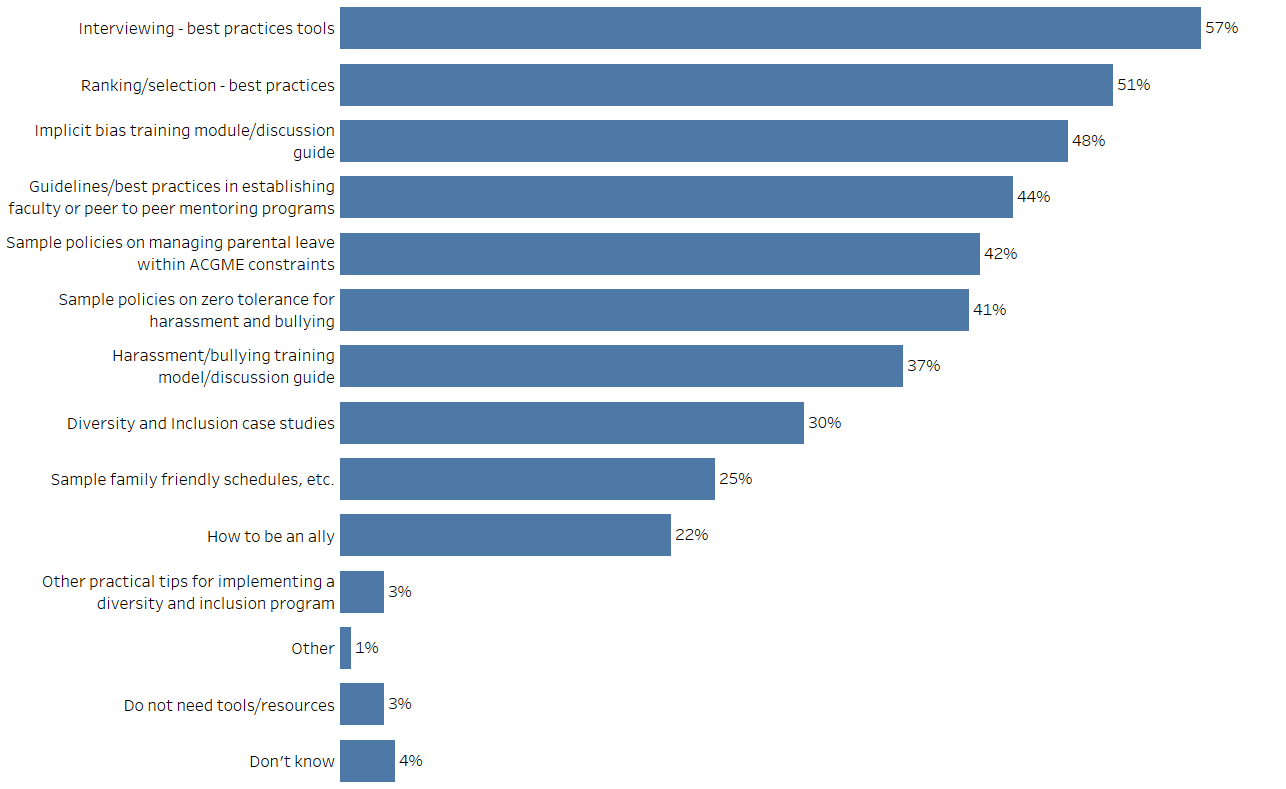 Interviewing - best practices tools
57%
Ranking/selection - best practices
51%
Implicit bias training module/discussion
guide
48%
Guidelines/best practices in establishing
faculty or peer to peer mentoring programs
44%
Sample policies on managing parental leave
within ACGME constraints
42%
Sample policies on zero tolerance for
harassment and bullying
41%
Harassment/bullying training
model/discussion guide
37%
Diversity and Inclusion case studies
30%
Sample family friendly schedules, etc.
25%
How to be an ally
22%
Other practical tips for implementing a
diversity and inclusion program
3%
Other
1%
Do not need tools/resources
3%
Don’t know
4%